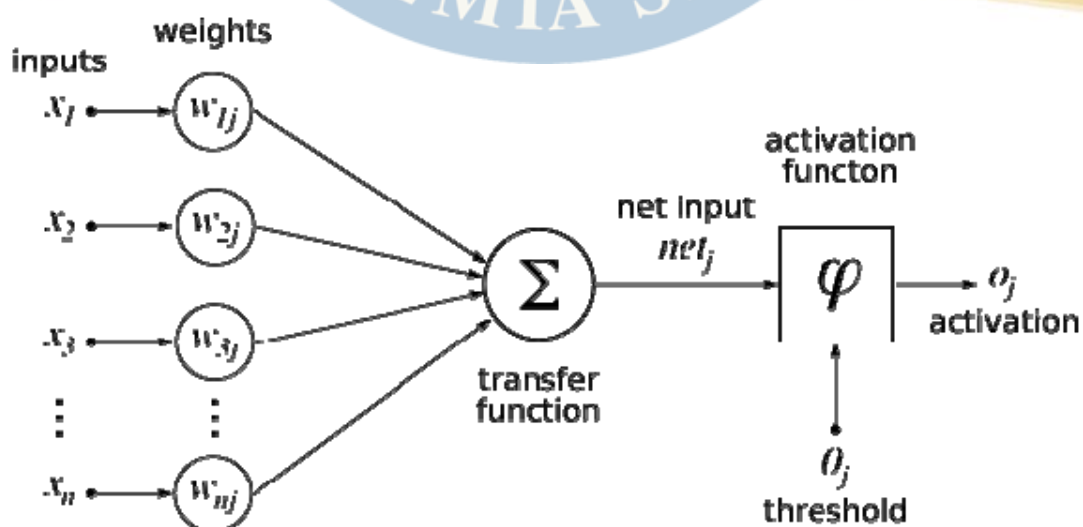 EMIA S
weights
inputs
x1
w1j
x2
w2j
x3
w3j
⋮
⋮
xn
wnj
Σ
transfer
function
net input
netj
activation
functon
φ
oj
activation
θj
threshold